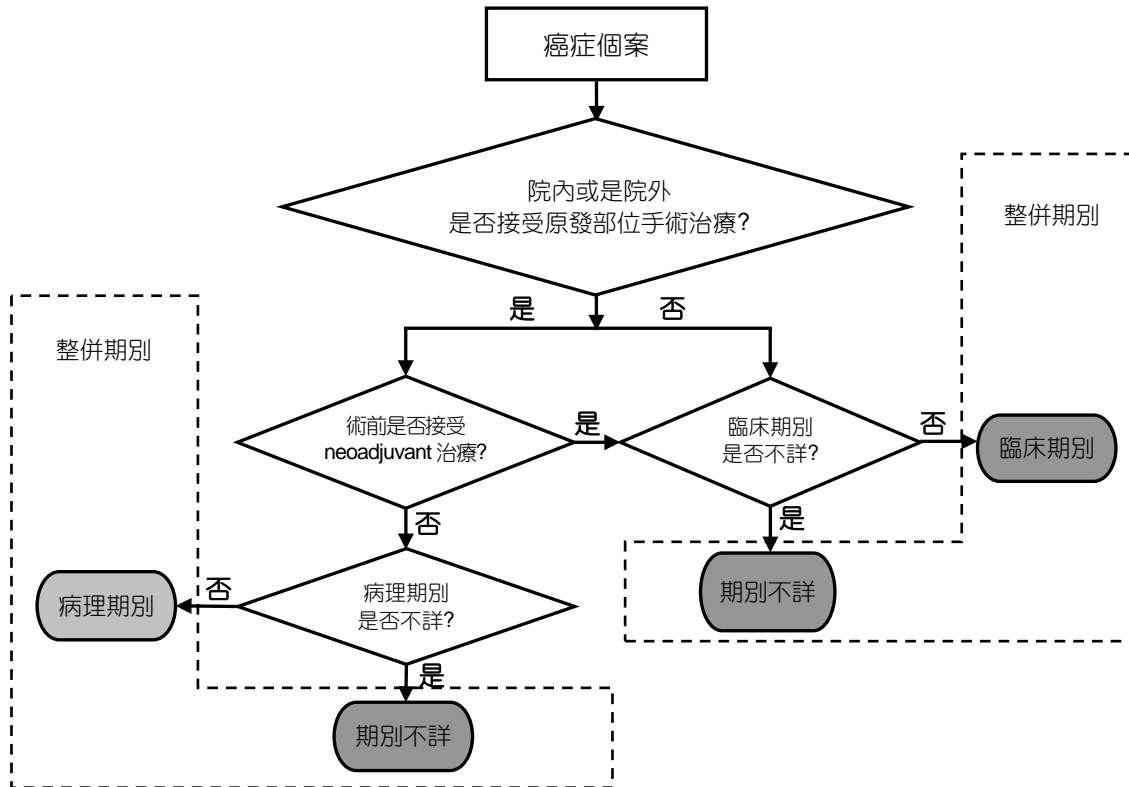 癌症個案
院內或是院外
是否接受原發部位手術治療?
整併期別
是
否
整併期別
術前是否接受
neoadjuvant 治療?
是
臨床期別
是否不詳?
否
臨床期別
否
是
期別不詳
病理期別
否
病理期別
是否不詳?
是
期別不詳